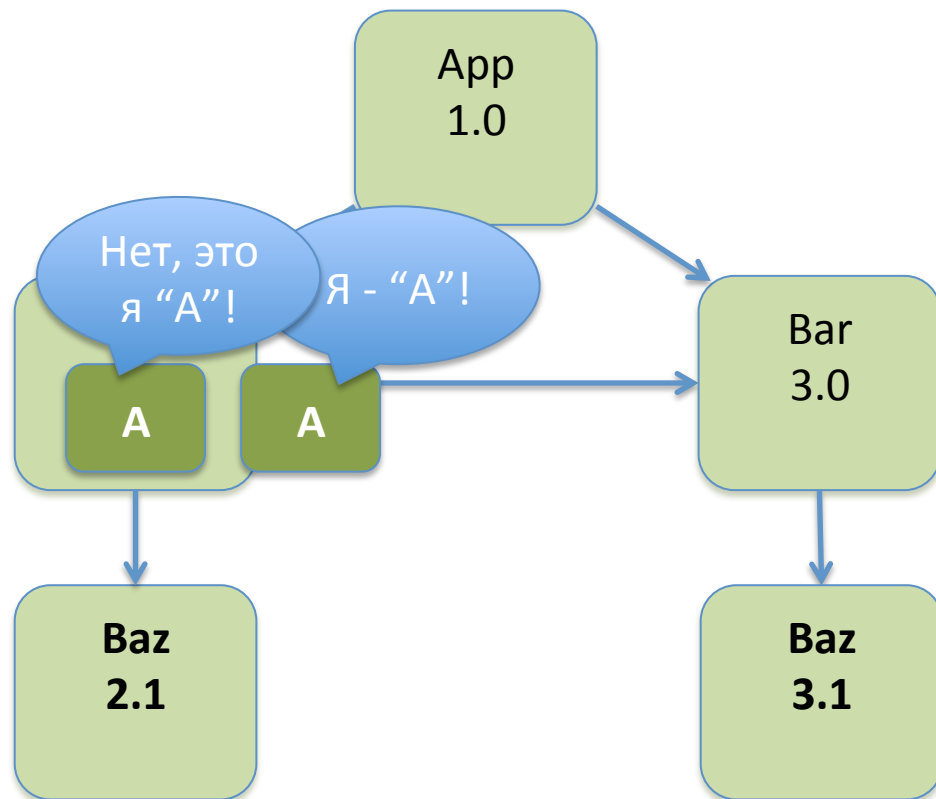 App
1.0
Нет, это
я “А”!
Я - “А”!
A
A
Bar
3.0
Baz
2.1
Baz
3.1